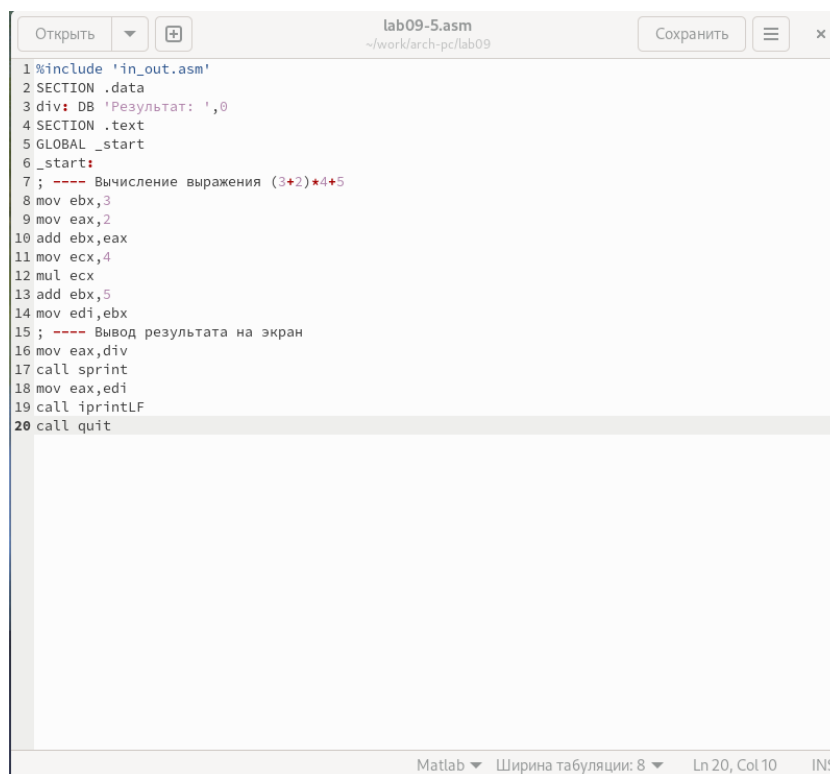 Открыть
lab09-5.asm
~/work/arch-pc/lab09
Сохранить
1 %include 'in_out.asm'
2 SECTION .data
3 div: DB 'Результат: ',0
4 SECTION .text
5 GLOBAL _start
6 _start:
7 ; ---- Вычисление выражения (3+2)*4+5
8 mov ebx,3
9 mov eax,2
10 add ebx,eax
11 mov ecx,4
12 mul ecx
13 add ebx,5
14 mov edi,ebx
15 ; ---- Вывод результата на экран
16 mov eax,div
17 call sprint
18 mov eax,edi
19 call iprintLF
20 call quit
Matlab Ширина табуляции: 8 Ln 20, Col 10